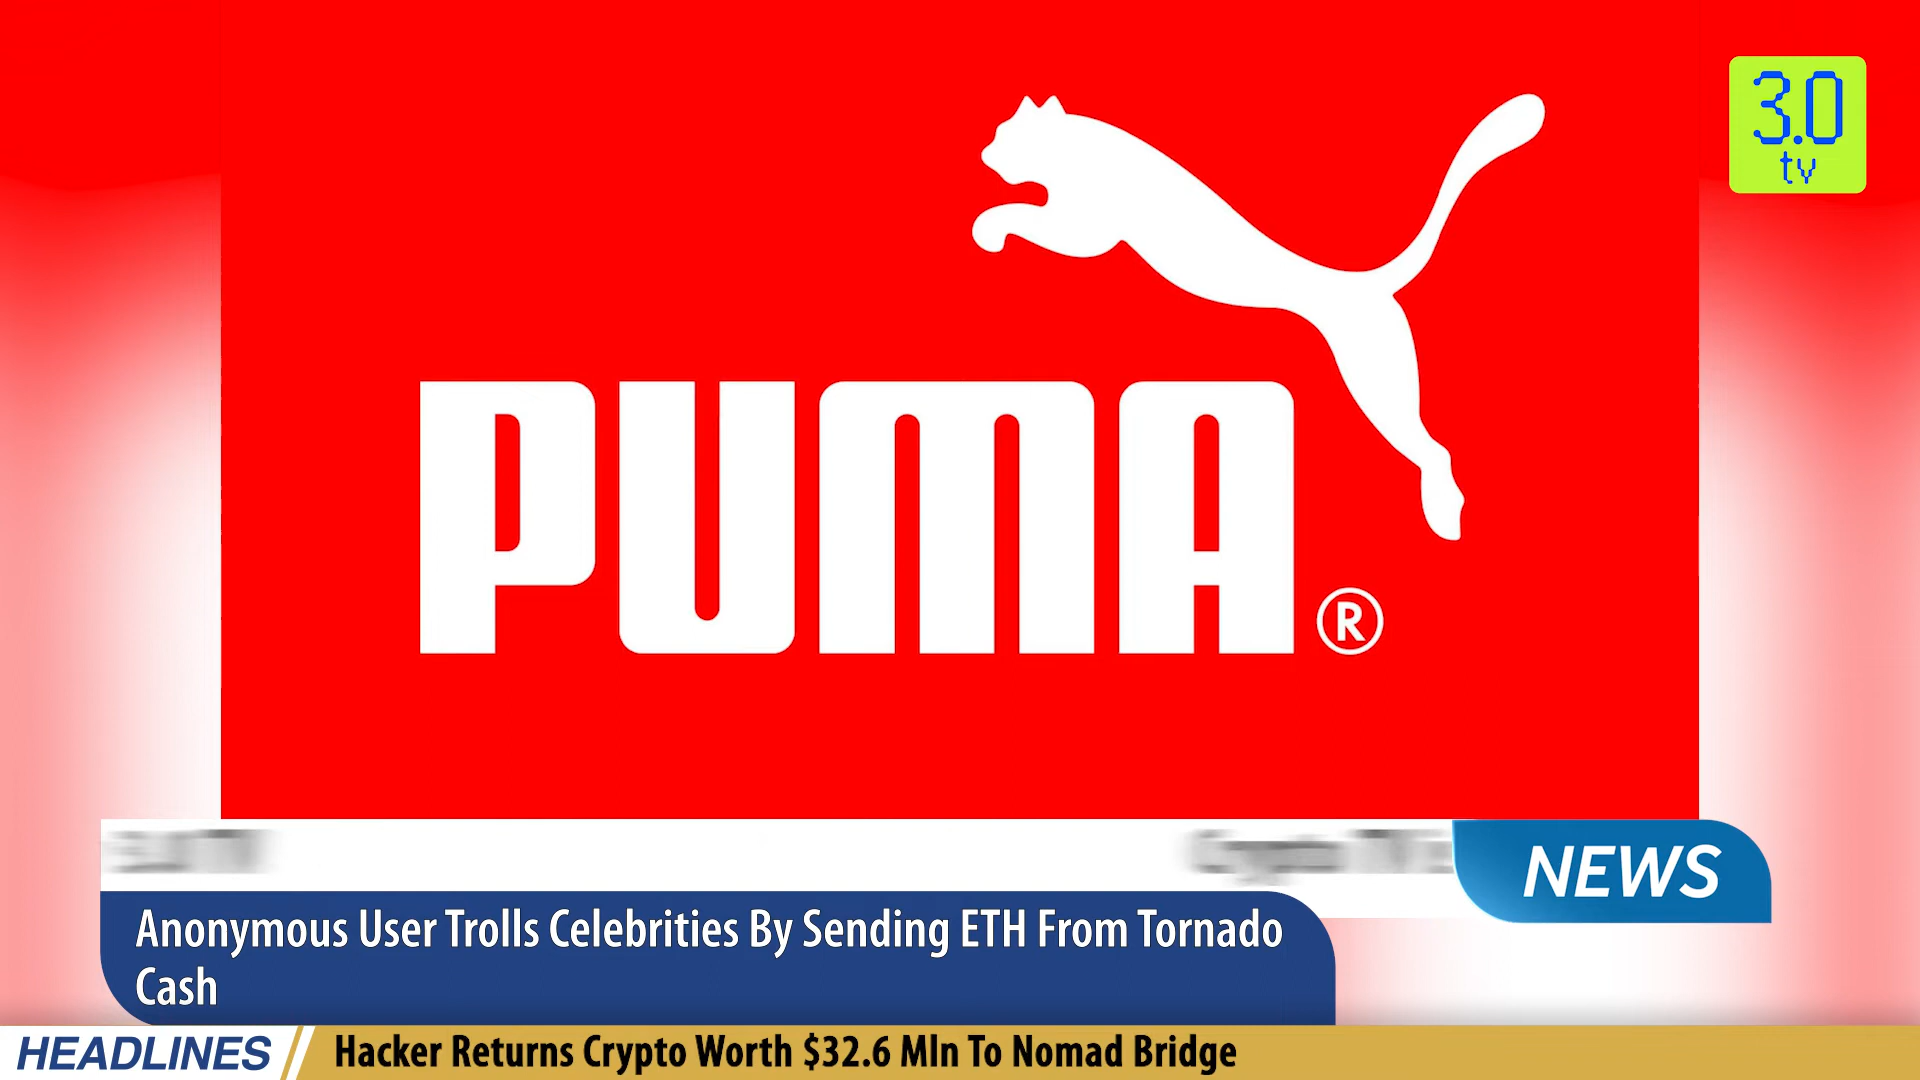 3.0
tv
PUMA®
NEWS
Anonymous User Trolls Celebrities By Sending ETH From Tornado
Cash
HEADLINES
Hacker Returns Crypto Worth $32.6 Mln To Nomad Bridge